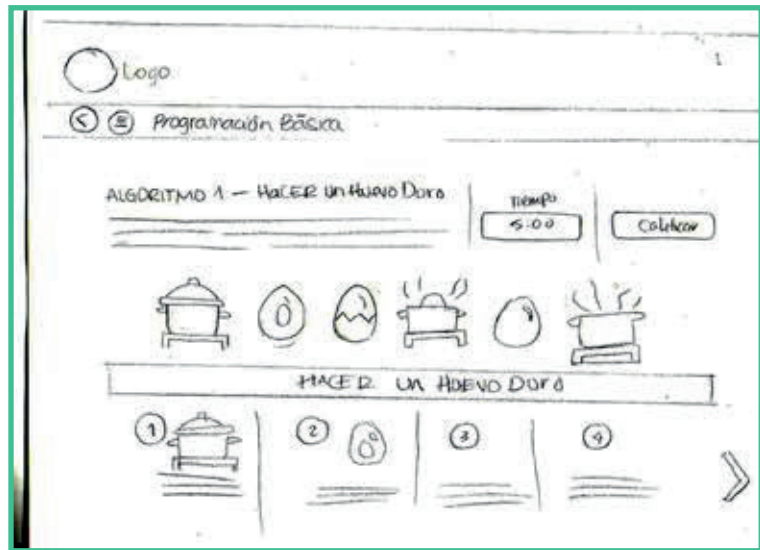 Logo
1
Programación Básica
ALGORITMO 1 — HACER Un Huevo Duro
Tiempo
5:00
Calificar
HACER UN HUEVO Duro
1 2 3 4